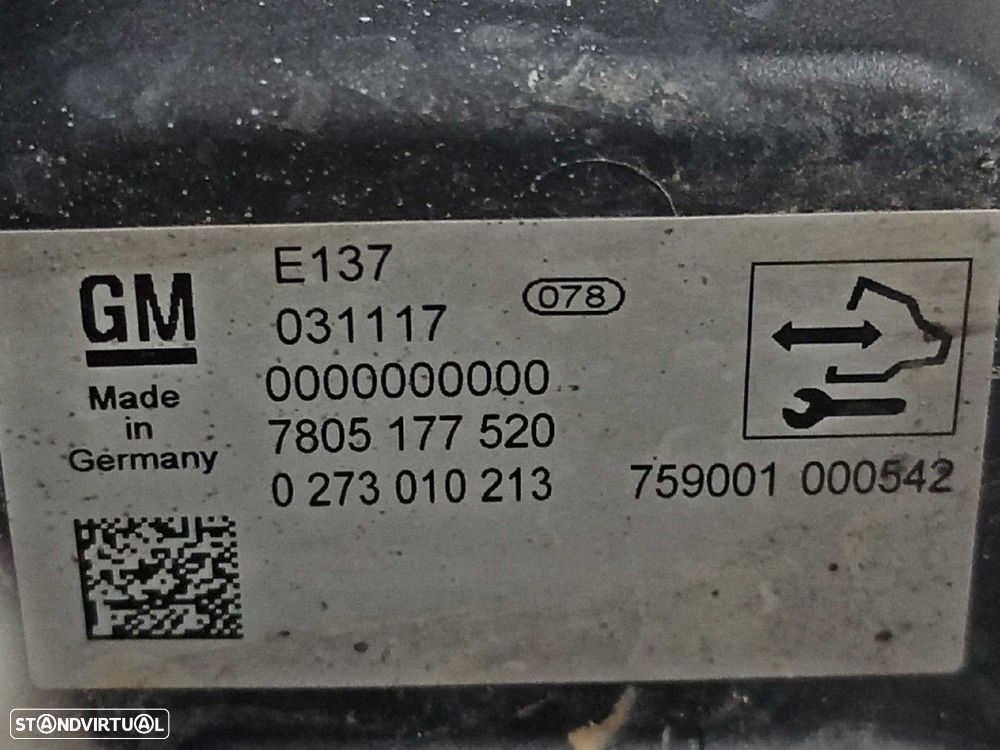 GM
Made
in
Germany
E137
031117
078
0000000000
7805 177 520
0 273 010 213
759001 000542
STANDVIRTUAL